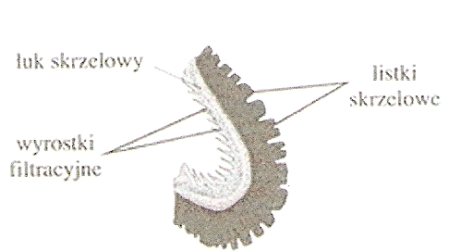 łuk skrzelowy
listki
skrzelowe
wyrostki
filtracyjne